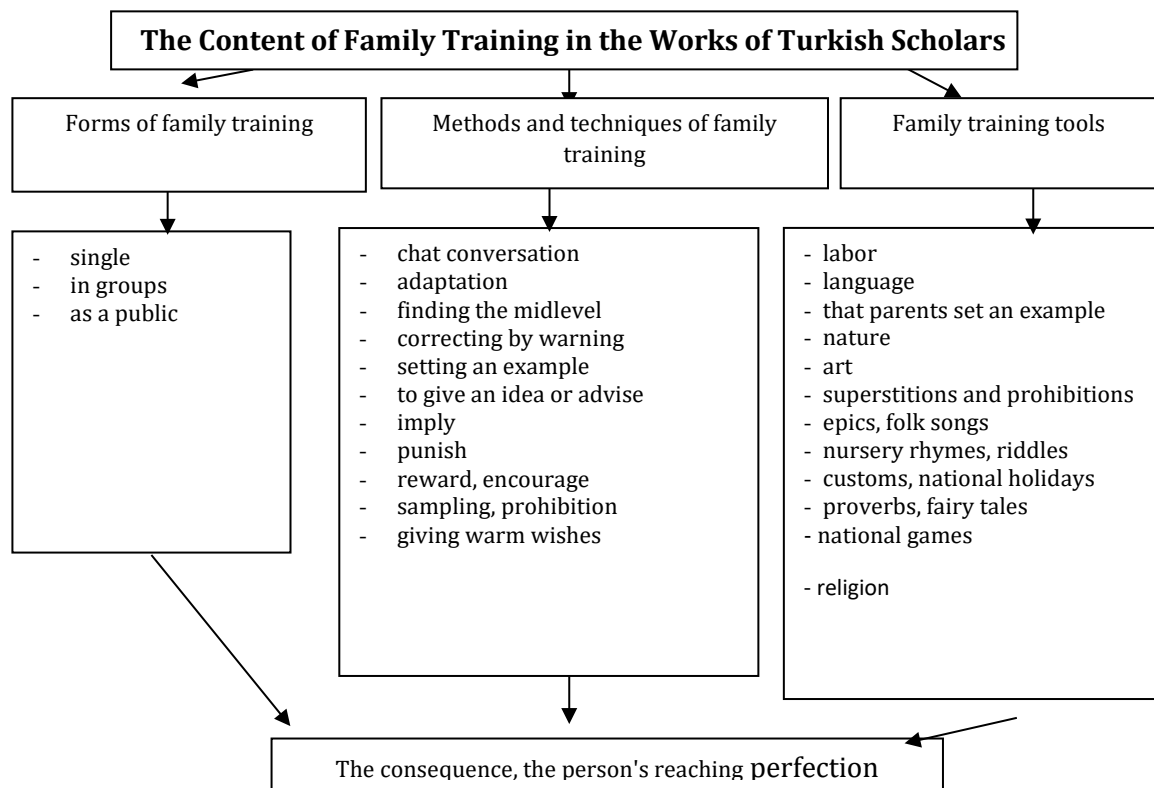 The Content of Family Training in the Works of Turkish Scholars
Forms of family training
Methods and techniques of family
training
Family training tools
- single
- in groups
- as a public
- chat conversation
- adaptation
- finding the midlevel
- correcting by warning
- setting an example
- to give an idea or advise
- imply
- punish
- reward, encourage
- sampling, prohibition
- giving warm wishes
- labor
- language
- that parents set an example
- nature
- art
- superstitions and prohibitions
- epics, folk songs
- nursery rhymes, riddles
- customs, national holidays
- proverbs, fairy tales
- national games
- religion
The consequence, the person's reaching perfection